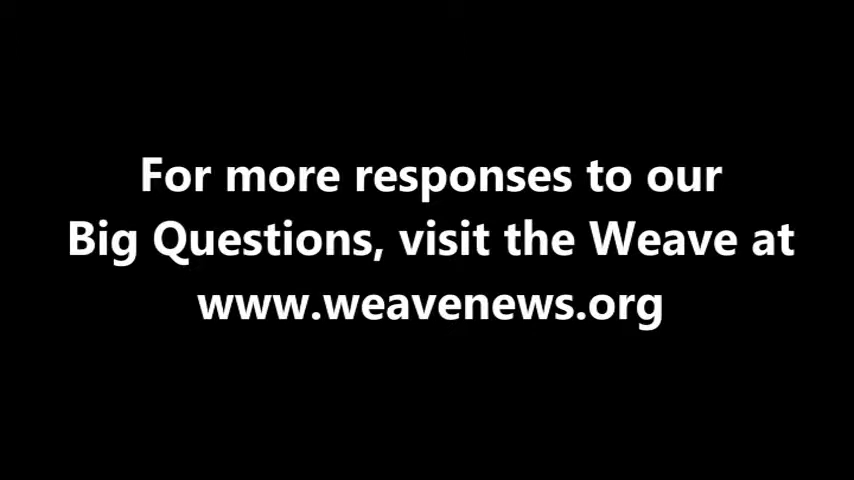 For more responses to our
Big Questions, visit the Weave at
www.weavenews.org